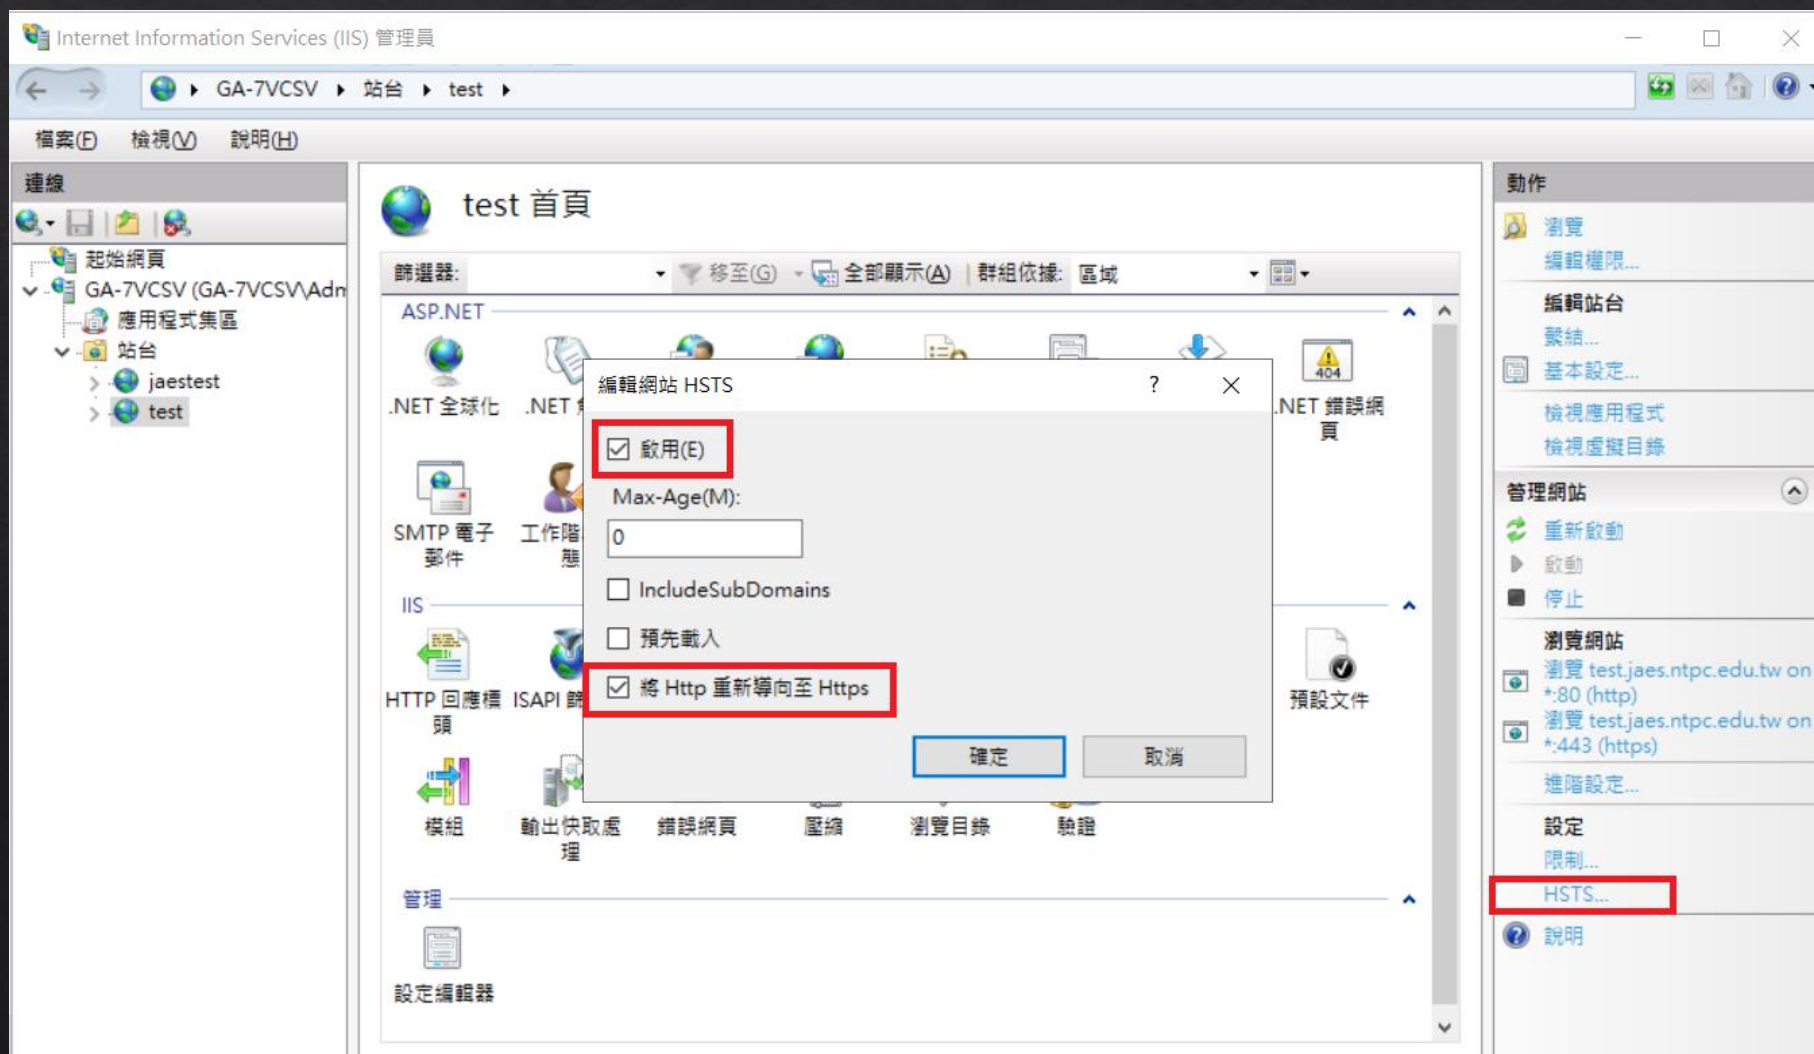 Internet Information Services (IIS) 管理員
GA-7VCSV
站台
test
檔案(F)
檢視(V)
說明(H)
連線
起始網頁
GA-7VCSV (GA-7VCSV\Adm
應用程式集區
站台
jaestest
test
test 首頁
篩選器:
移至(G)
全部顯示(A)
群組依據:
區域
ASP.NET
.NET 全球化
.NET
404
.NET 錯誤網
頁
SMTP 電子
郵件
工作階
態
IIS
HTTP 回應標
頭
ISAPI 篩
預設文件
模組
輸出快取處
理
錯誤網頁
壓縮
瀏覽目錄
驗證
管理
設定編輯器
編輯網站 HSTS
?
啟用(E)
Max-Age(M):
0
IncludeSubDomains
預先載入
將 Http 重新導向至 Https
確定
取消
動作
瀏覽
編輯權限...
編輯站台
繫結...
基本設定...
檢視應用程式
檢視虛擬目錄
管理網站
重新啟動
啟動
停止
瀏覽網站
瀏覽 test.jaes.ntpc.edu.tw on
*:80 (http)
瀏覽 test.jaes.ntpc.edu.tw on
*:443 (https)
進階設定...
設定
限制...
HSTS...
說明